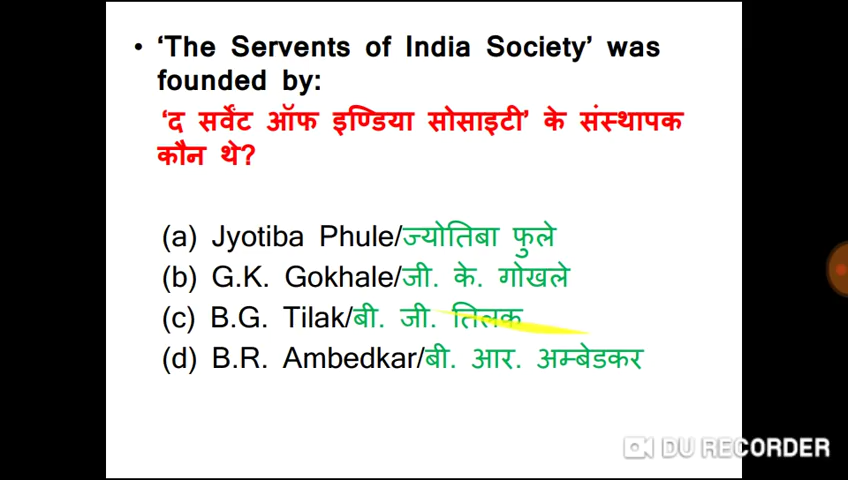 • ‘The Servents of India Society’ was
founded by:
‘द सर्वेंट ऑफ इण्डिया सोसाइटी’ के संस्थापक
कौन थे?
(a) Jyotiba Phule/ज्योतिबा फुले
(b) G.K. Gokhale/जी. के. गोखले
(c) B.G. Tilak/बी. जी. तिलक
(d) B.R. Ambedkar/बी. आर. अम्बेडकर
DU RECORDER